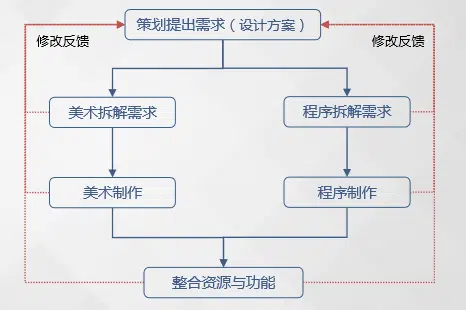 策划提出需求（设计方案）
修改反馈
修改反馈
美术拆解需求
程序拆解需求
美术制作
程序制作
整合资源与功能